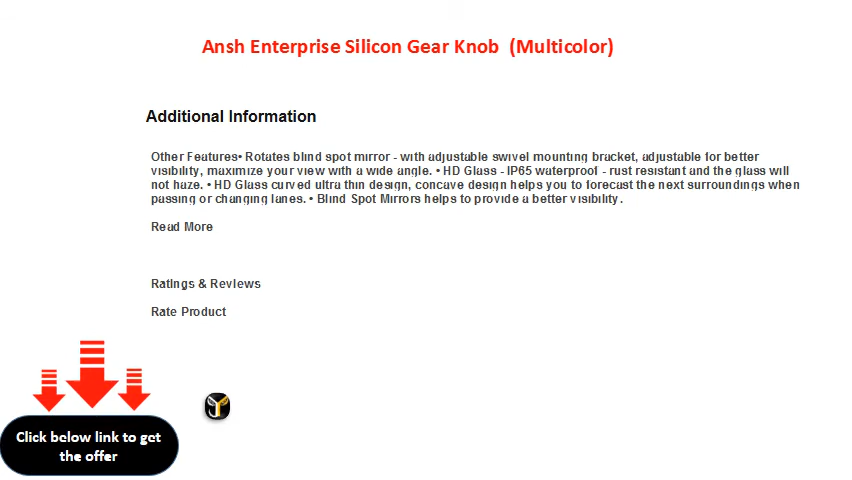 Ansh Enterprise Silicon Gear Knob (Multicolor)
Additional Information
Other Features• Rotates blind spot mirror - with adjustable swivel mounting bracket, adjustable for better
visibility, maximize your view with a wide angle. • HD Glass - IP65 waterproof - rust resistant and the glass will
not haze. • HD Glass curved ultra thin design, concave design helps you to forecast the next surroundings when
passing or changing lanes. • Blind Spot Mirrors helps to provide a better visibility.
Read More
Ratings & Reviews
Rate Product
Click below link to get
the offer